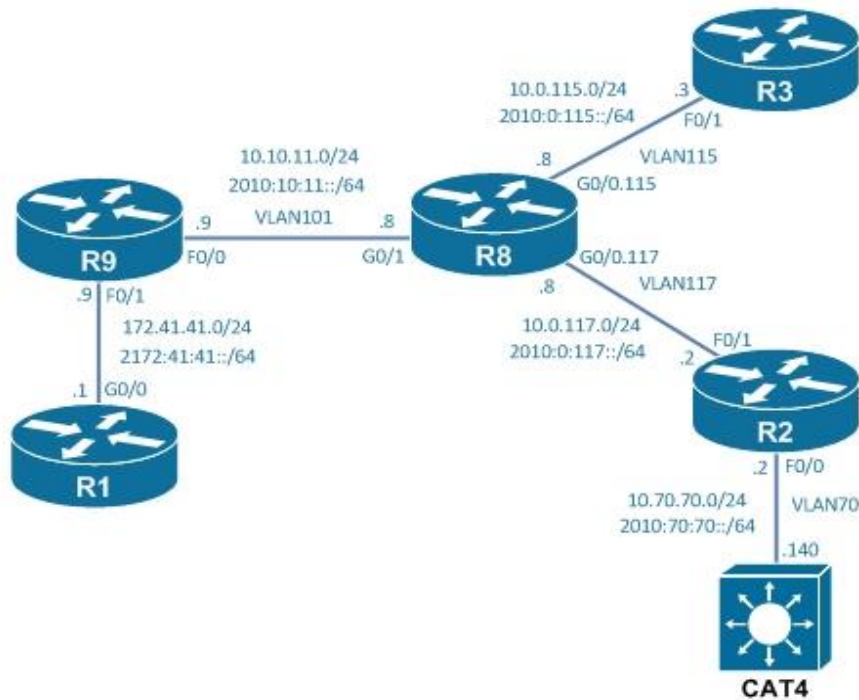 R3
10.0.115.0/24
2010:0:115::/64
.3
F0/1
VLAN115
.8
G0/0.115
10.10.11.0/24
2010:10:11::/64
VLAN101
.9
F0/0
.8
G0/1
R9
R8
G0/0.117
VLAN117
.8
10.0.117.0/24
2010:0:117::/64
F0/1
.2
.9
F0/1
172.41.41.0/24
2172:41:41::/64
.1
G0/0
R1
R2
.2
F0/0
10.70.70.0/24
2010:70:70::/64
VLAN70
.140
CAT4